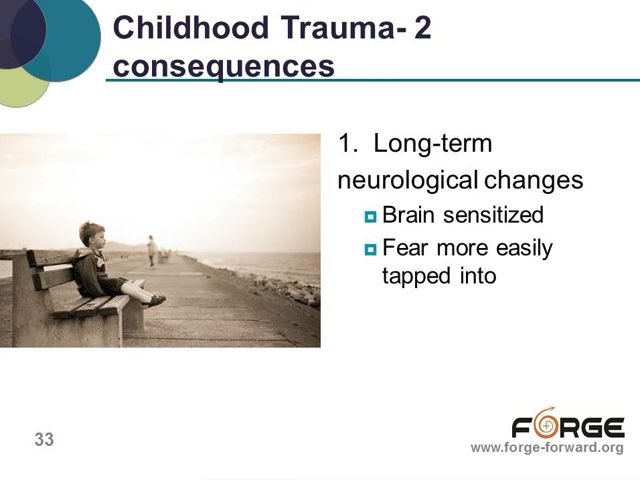 Childhood Trauma- 2
consequences
1. Long-term
neurological changes
Brain sensitized
Fear more easily
tapped into
33
FORGE
www.forge-forward.org